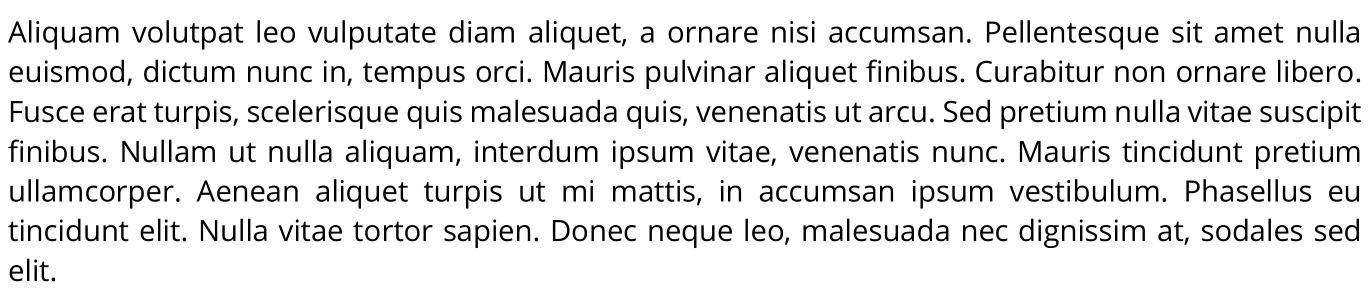 Aliquam volutpat leo vulputate diam aliquet, a ornare nisi accumsan. Pellentesque sit amet nulla
euismod, dictum nunc in, tempus orci. Mauris pulvinar aliquet finibus. Curabitur non ornare libero.
Fusce erat turpis, scelerisque quis malesuada quis, venenatis ut arcu. Sed pretium nulla vitae suscipit
finibus. Nullam ut nulla aliquam, interdum ipsum vitae, venenatis nunc. Mauris tincidunt pretium
ullamcorper. Aenean aliquet turpis ut mi mattis, in accumsan ipsum vestibulum. Phasellus eu
tincidunt elit. Nulla vitae tortor sapien. Donec neque leo, malesuada nec dignissim at, sodales sed
elit.